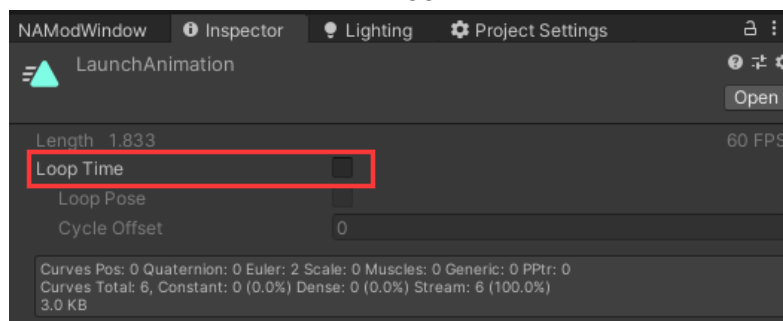 NAModWindow Inspector Lighting Project Settings
LaunchAnimation
Open
Length 1.833 60 FPS
Loop Time
Loop Pose
Cycle Offset 0
Curves Pos: 0 Quaternion: 0 Euler: 2 Scale: 0 Muscles: 0 Generic: 0 PPtr: 0
Curves Total: 6, Constant: 0 (0.0%) Dense: 0 (0.0%) Stream: 6 (100.0%)
3.0 KB